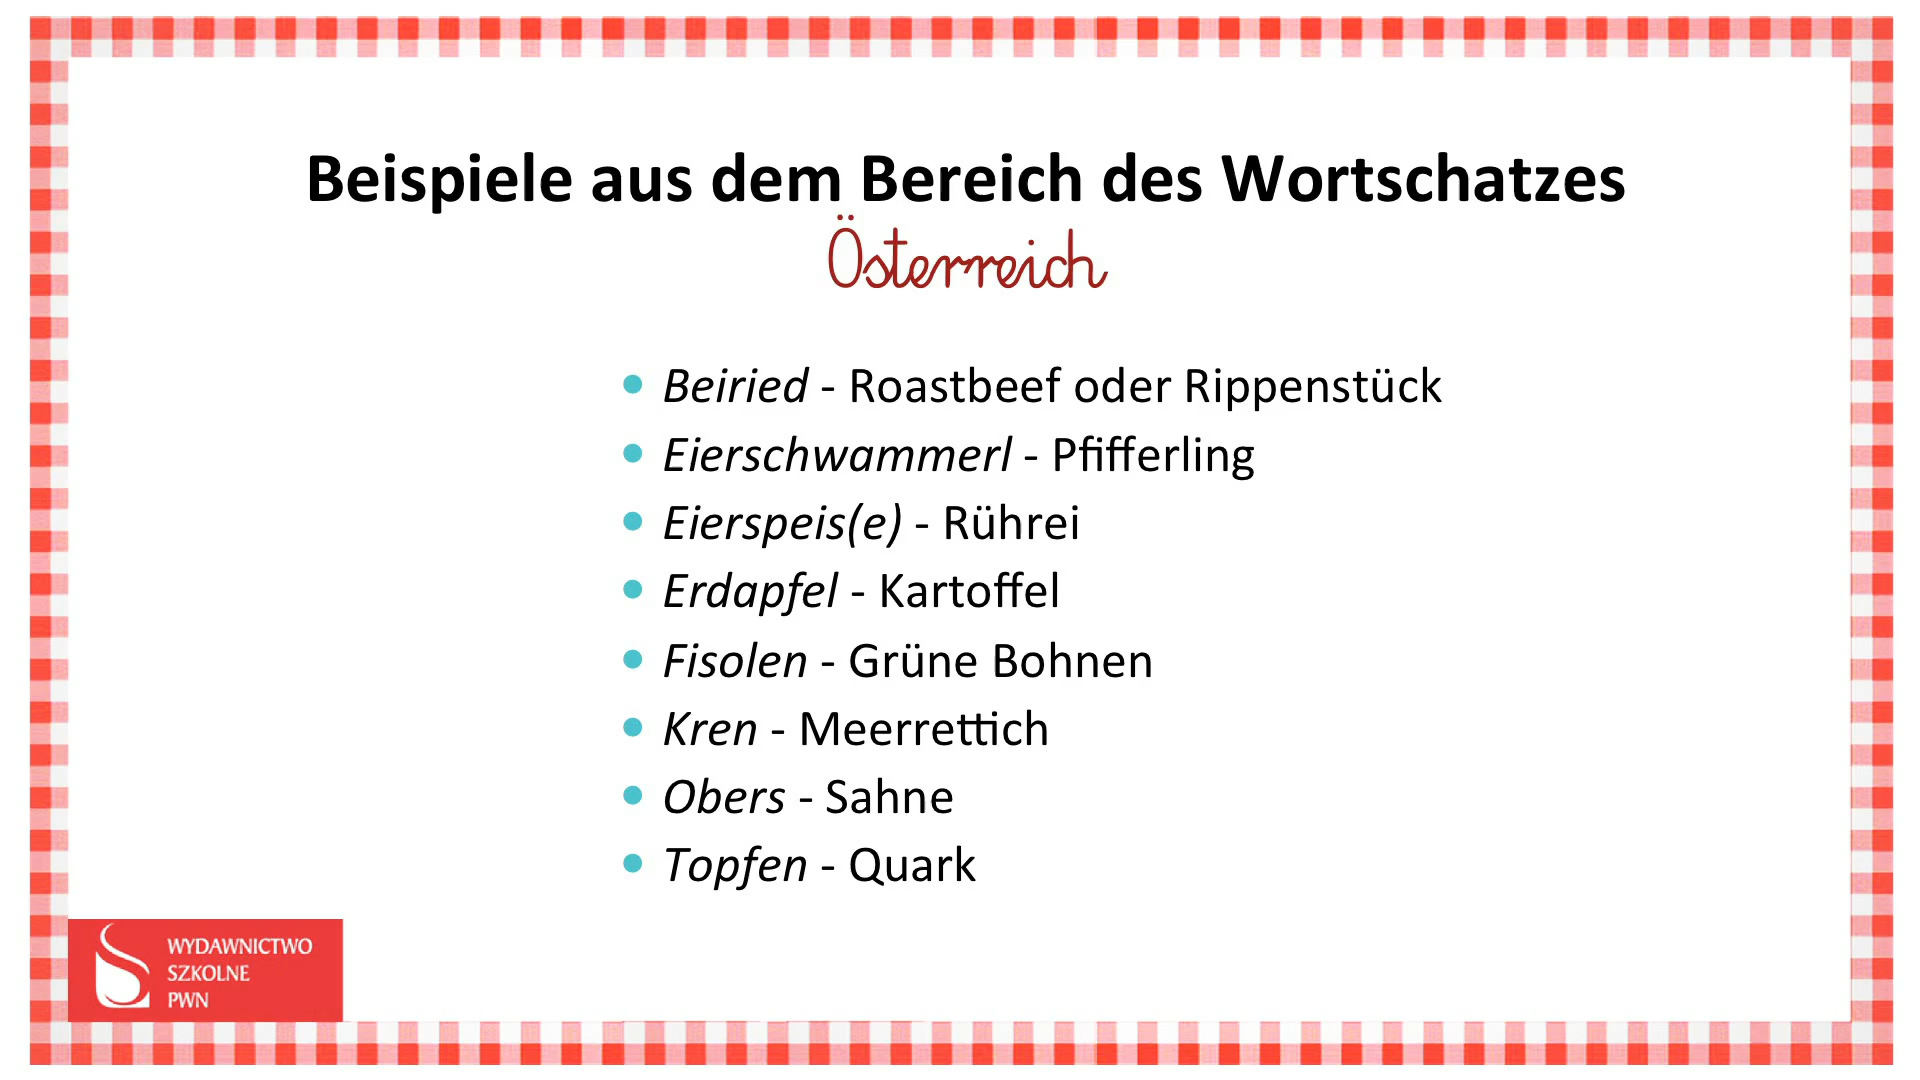 Beispiele aus dem Bereich des Wortschatzes
Österreich
• Beiried - Roastbeef oder Rippenstück
• Eierschwammerl - Pfifferling
• Eierspeis(e) - Rührei
• Erdapfel - Kartoffel
• Fisolen - Grüne Bohnen
• Kren - Meerrettich
• Obers - Sahne
• Topfen - Quark
WYDAWNICTWO
SZKOLNE
PWN